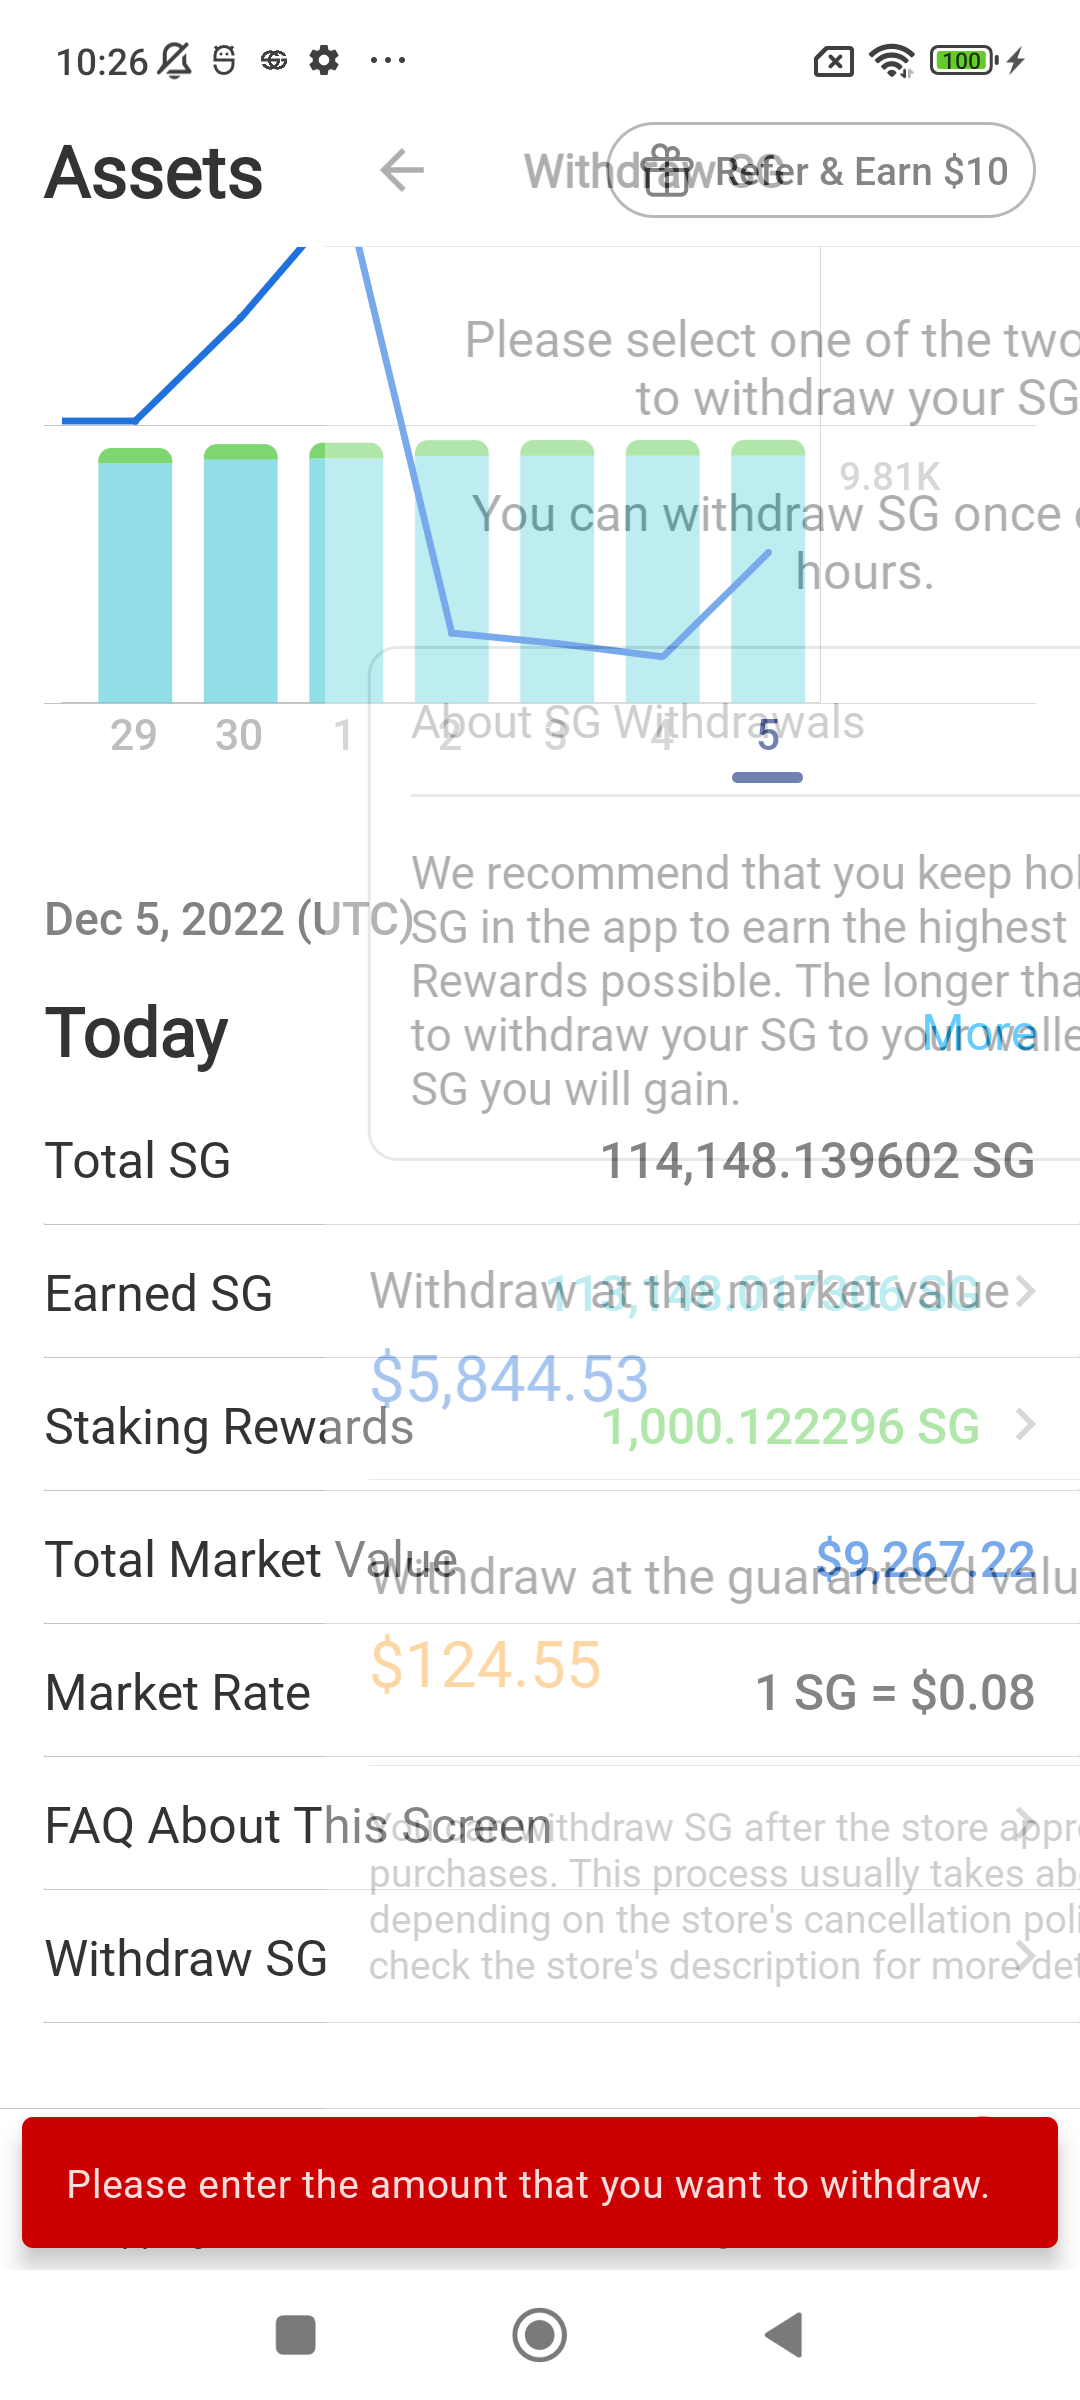 10:26
100
Assets
Withdraw SG
Refer & Earn $10
Please select one of the two
to withdraw your SG
9.81K
You can withdraw SG once
hours.
29 30 1 2 3 4 5
About SG Withdrawals
We recommend that you keep
Dec 5, 2022 (UTC)
SG in the app to earn the highest
Rewards possible. The longer
Today
to withdraw your SG to your
More
SG you will gain.
Total SG
114,148.139602 SG
Earned SG
113,148.017306 SG
Withdraw at the market value
$5,844.53
Staking Rewards
1,000.122296 SG
Total Market Value
$9,267.22
Withdraw at the guaranteed
$124.55
Market Rate
1 SG = $0.08
FAQ About This Screen
You can withdraw SG after the store
purchases. This process usually takes
depending on the store's cancellation
Withdraw SG
check the store's description for more
Please enter the amount that you want to withdraw.